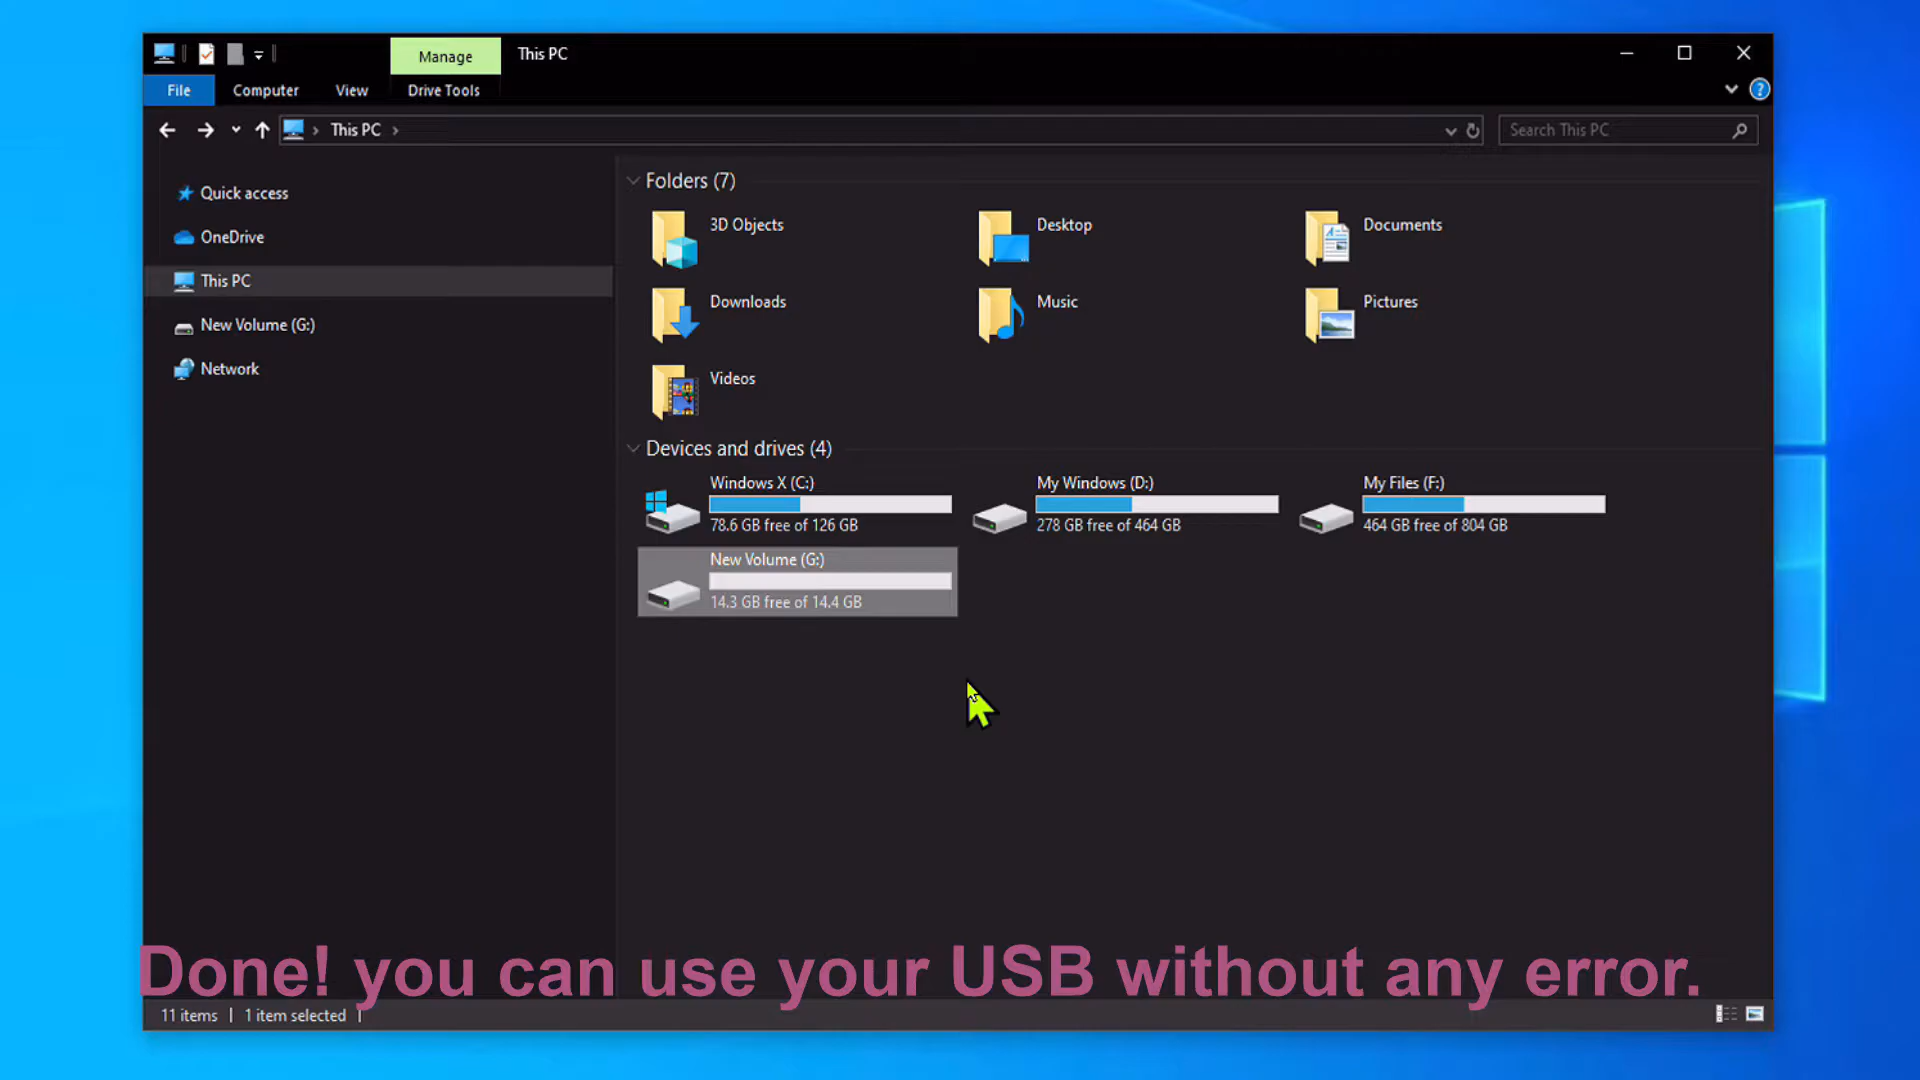 Manage
This PC
File
Computer
View
Drive Tools
This PC
Search This PC
Quick access
OneDrive
This PC
New Volume (G:)
Network
Folders (7)
3D Objects
Desktop
Documents
Downloads
Music
Pictures
Videos
Devices and drives (4)
Windows X (C:)
78.6 GB free of 126 GB
My Windows (D:)
278 GB free of 464 GB
My Files (F:)
464 GB free of 804 GB
New Volume (G:)
14.3 GB free of 14.4 GB
Done! you can use your USB without any error.
11 items
1 item selected